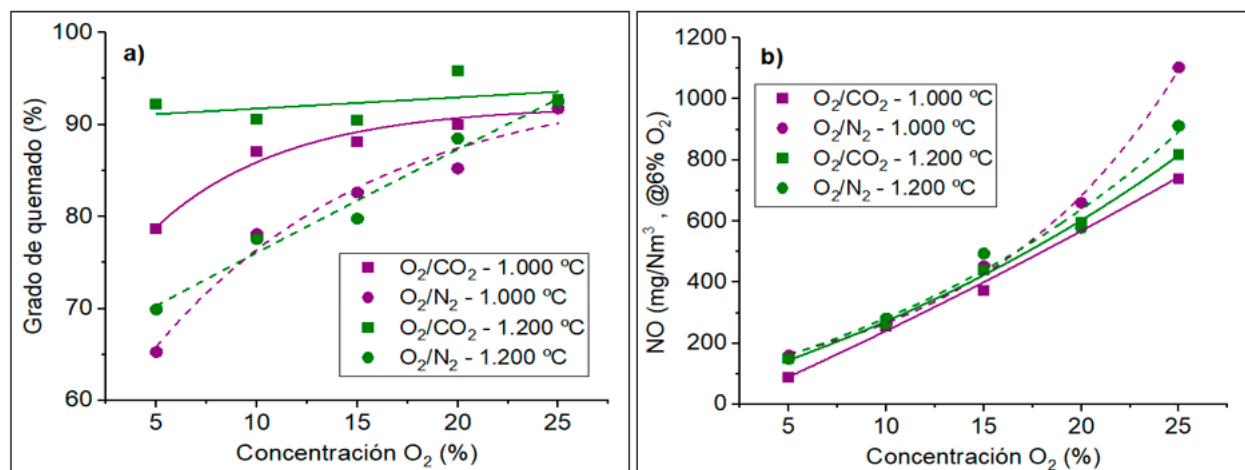 a)
Grado de quemado (%)
100
90
80
70
60
O₂/CO₂ - 1.000 ºC
O₂/N₂ - 1.000 ºC
O₂/CO₂ - 1.200 ºC
O₂/N₂ - 1.200 ºC
5 10 15 20 25
Concentración O₂ (%)
b)
NO (mg/Nm³ , @6% O₂)
1200
1000
800
600
400
200
0
O₂/CO₂ - 1.000 ºC
O₂/N₂ - 1.000 ºC
O₂/CO₂ - 1.200 ºC
O₂/N₂ - 1.200 ºC
5 10 15 20 25
Concentración O₂ (%)